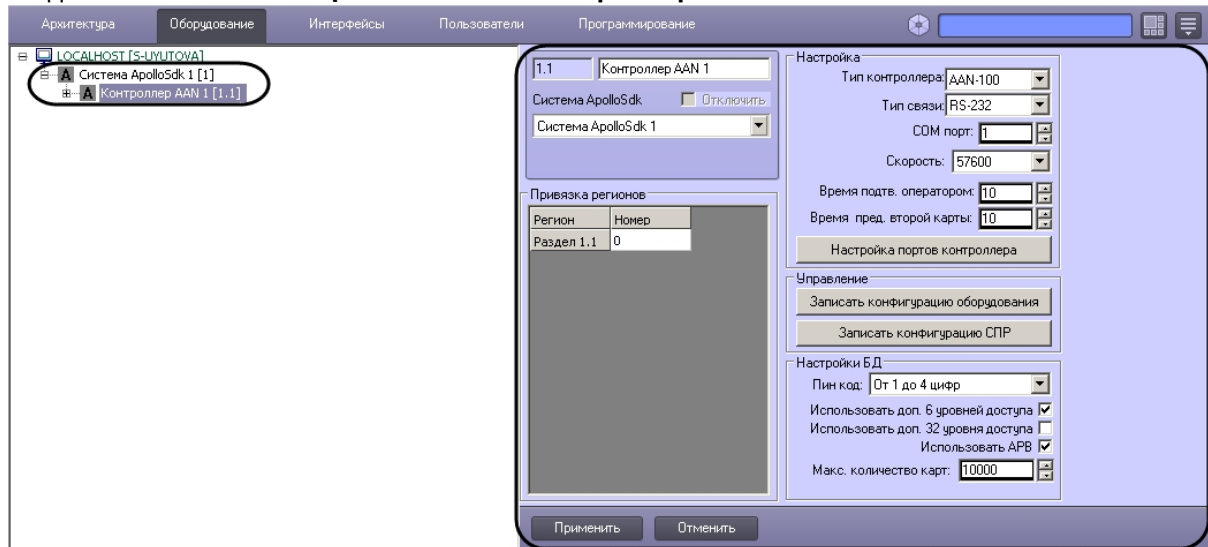 Архитектура Оборудование Интерфейсы Пользователи Программирование
LOCALHOST [S-UYUTOVA]
Система ApolloSdk 1 [1]
Контроллер AAN 1 [1.1]
1.1 Контроллер AAN 1
Система ApolloSdk Отключить
Система ApolloSdk 1
Привязка регионов
Регион Номер
Раздел 1.1 0
Настройка
Тип контроллера: AAN-100
Тип связи: RS-232
COM порт: 1
Скорость: 57600
Время подтв. оператором: 10
Время пред. второй карты: 10
Настройка портов контроллера
Управление
Записать конфигурацию оборудования
Записать конфигурацию СПР
Настройки БД
Пин код: От 1 до 4 цифр
Использовать доп. 6 уровней доступа
Использовать доп. 32 уровня доступа
Использовать APB
Макс. количество карт: 10000
Применить Отменить